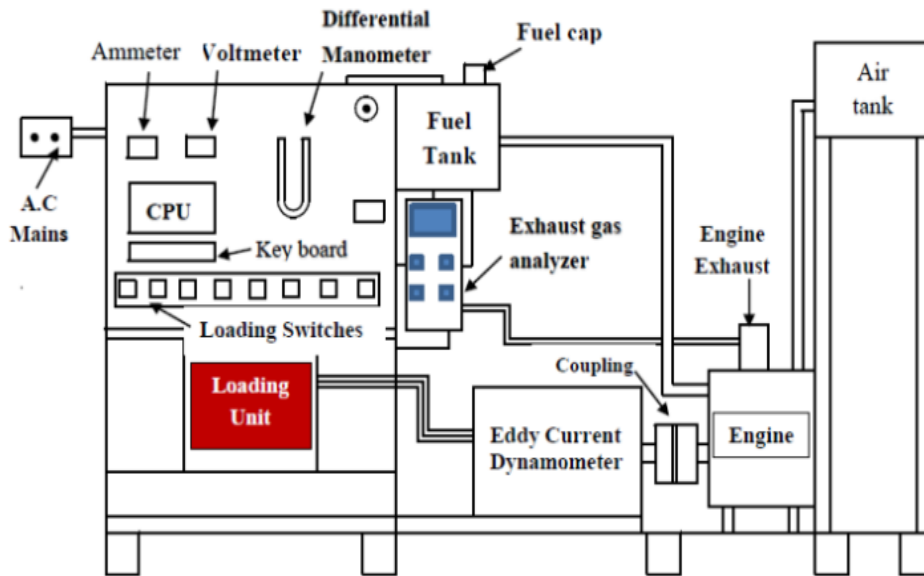 Differential
Manometer
Fuel cap
Ammeter
Voltmeter
Air
tank
Fuel
Tank
A.C
Mains
CPU
Key board
Exhaust gas
analyzer
Engine
Exhaust
Loading Switches
Coupling
Loading
Unit
Eddy Current
Dynamometer
Engine